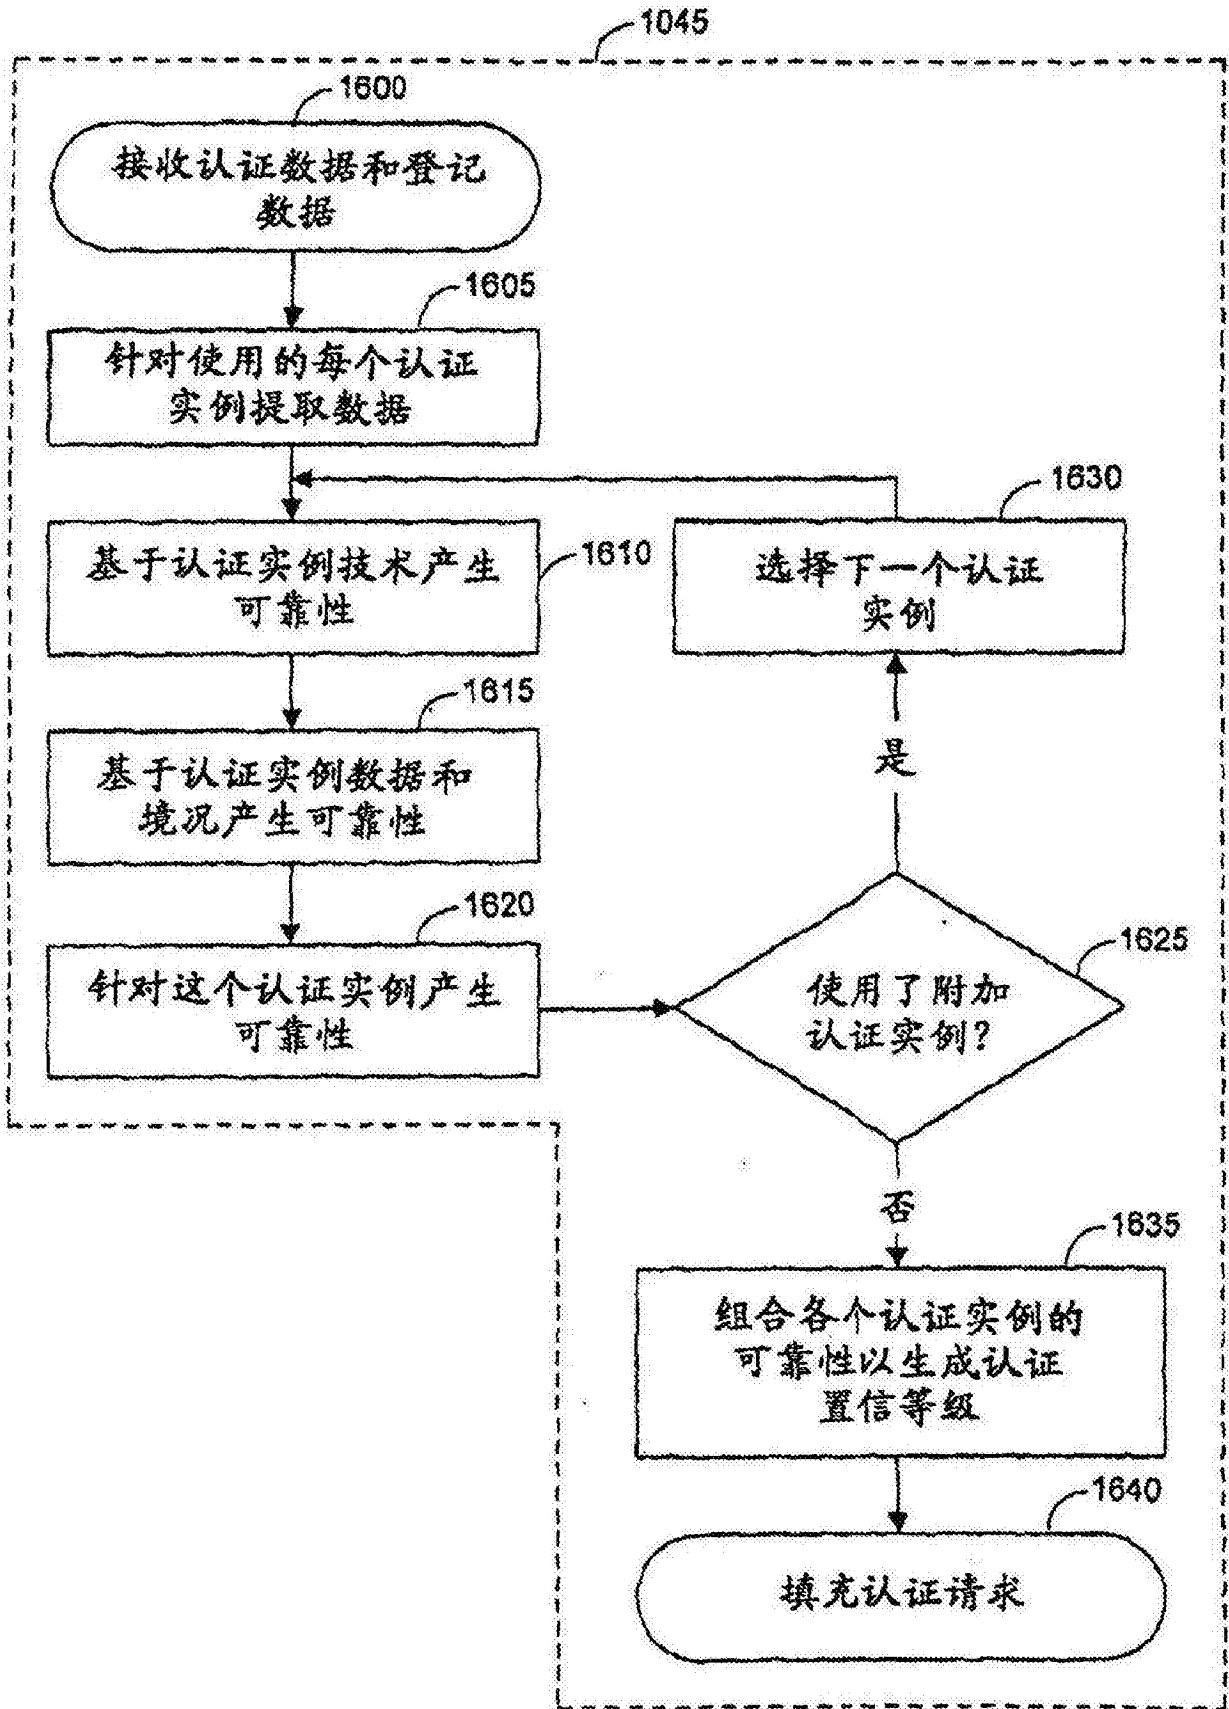 1045
1600
接收认证数据和登记
数据
1605
针对使用的每个认证
实例提取数据
1610
基于认证实例技术产生
可靠性
1615
基于认证实例数据和
境况产生可靠性
1620
针对这个认证实例产生
可靠性
1625
使用了附加
认证实例?
是
1630
选择下一个认证
实例
否
1635
组合各个认证实例的
可靠性以生成认证
置信等级
1640
填充认证请求